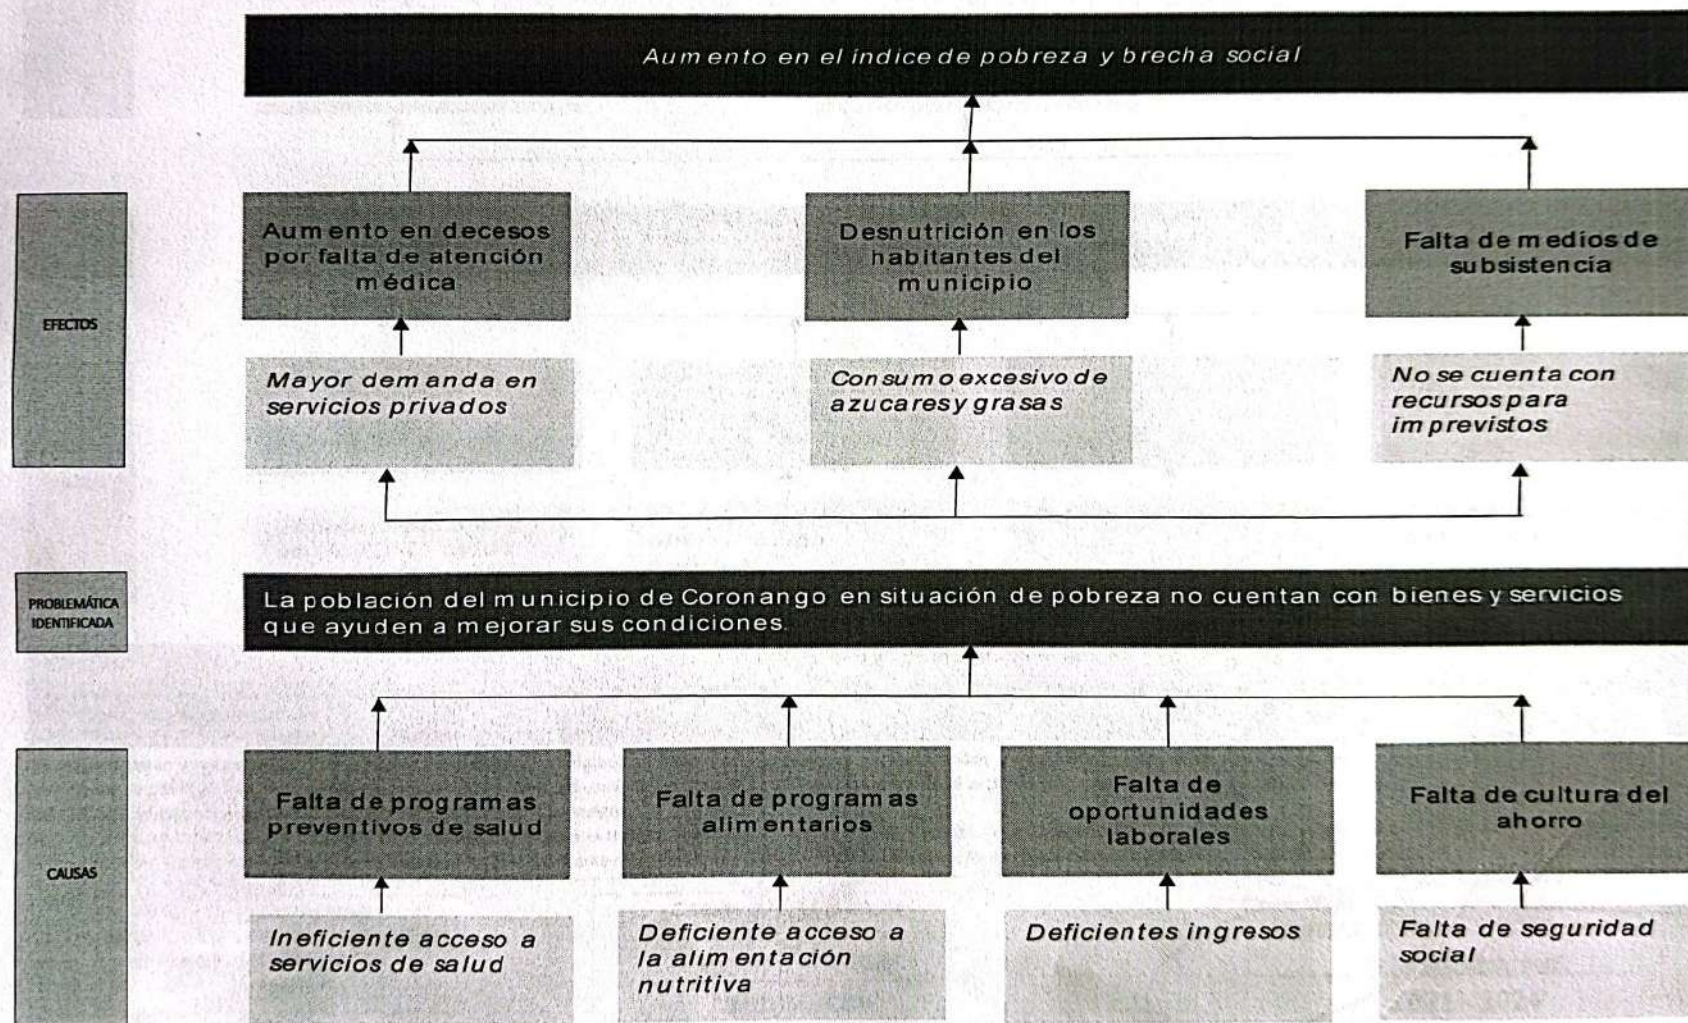 Aumento en el índice de pobreza y brecha social
Aumento en decesos
por falta de atención
médica
Desnutrición en los
habitantes del
municipio
Falta de medios de
subsistencia
EFECTOS
Mayor demanda en
servicios privados
Consumo excesivo de
azucares y grasas
No se cuenta con
recursos para
imprevistos
PROBLEMÁTICA
IDENTIFICADA
La población del municipio de Coronango en situación de pobreza no cuentan con bienes y servicios
que ayuden a mejorar sus condiciones.
Falta de programas
preventivos de salud
Falta de programas
alimentarios
Falta de
oportunidades
laborales
Falta de cultura del
ahorro
CAUSAS
Ineficiente acceso a
servicios de salud
Deficiente acceso a
la alimentación
nutritiva
Deficientes ingresos
Falta de seguridad
social